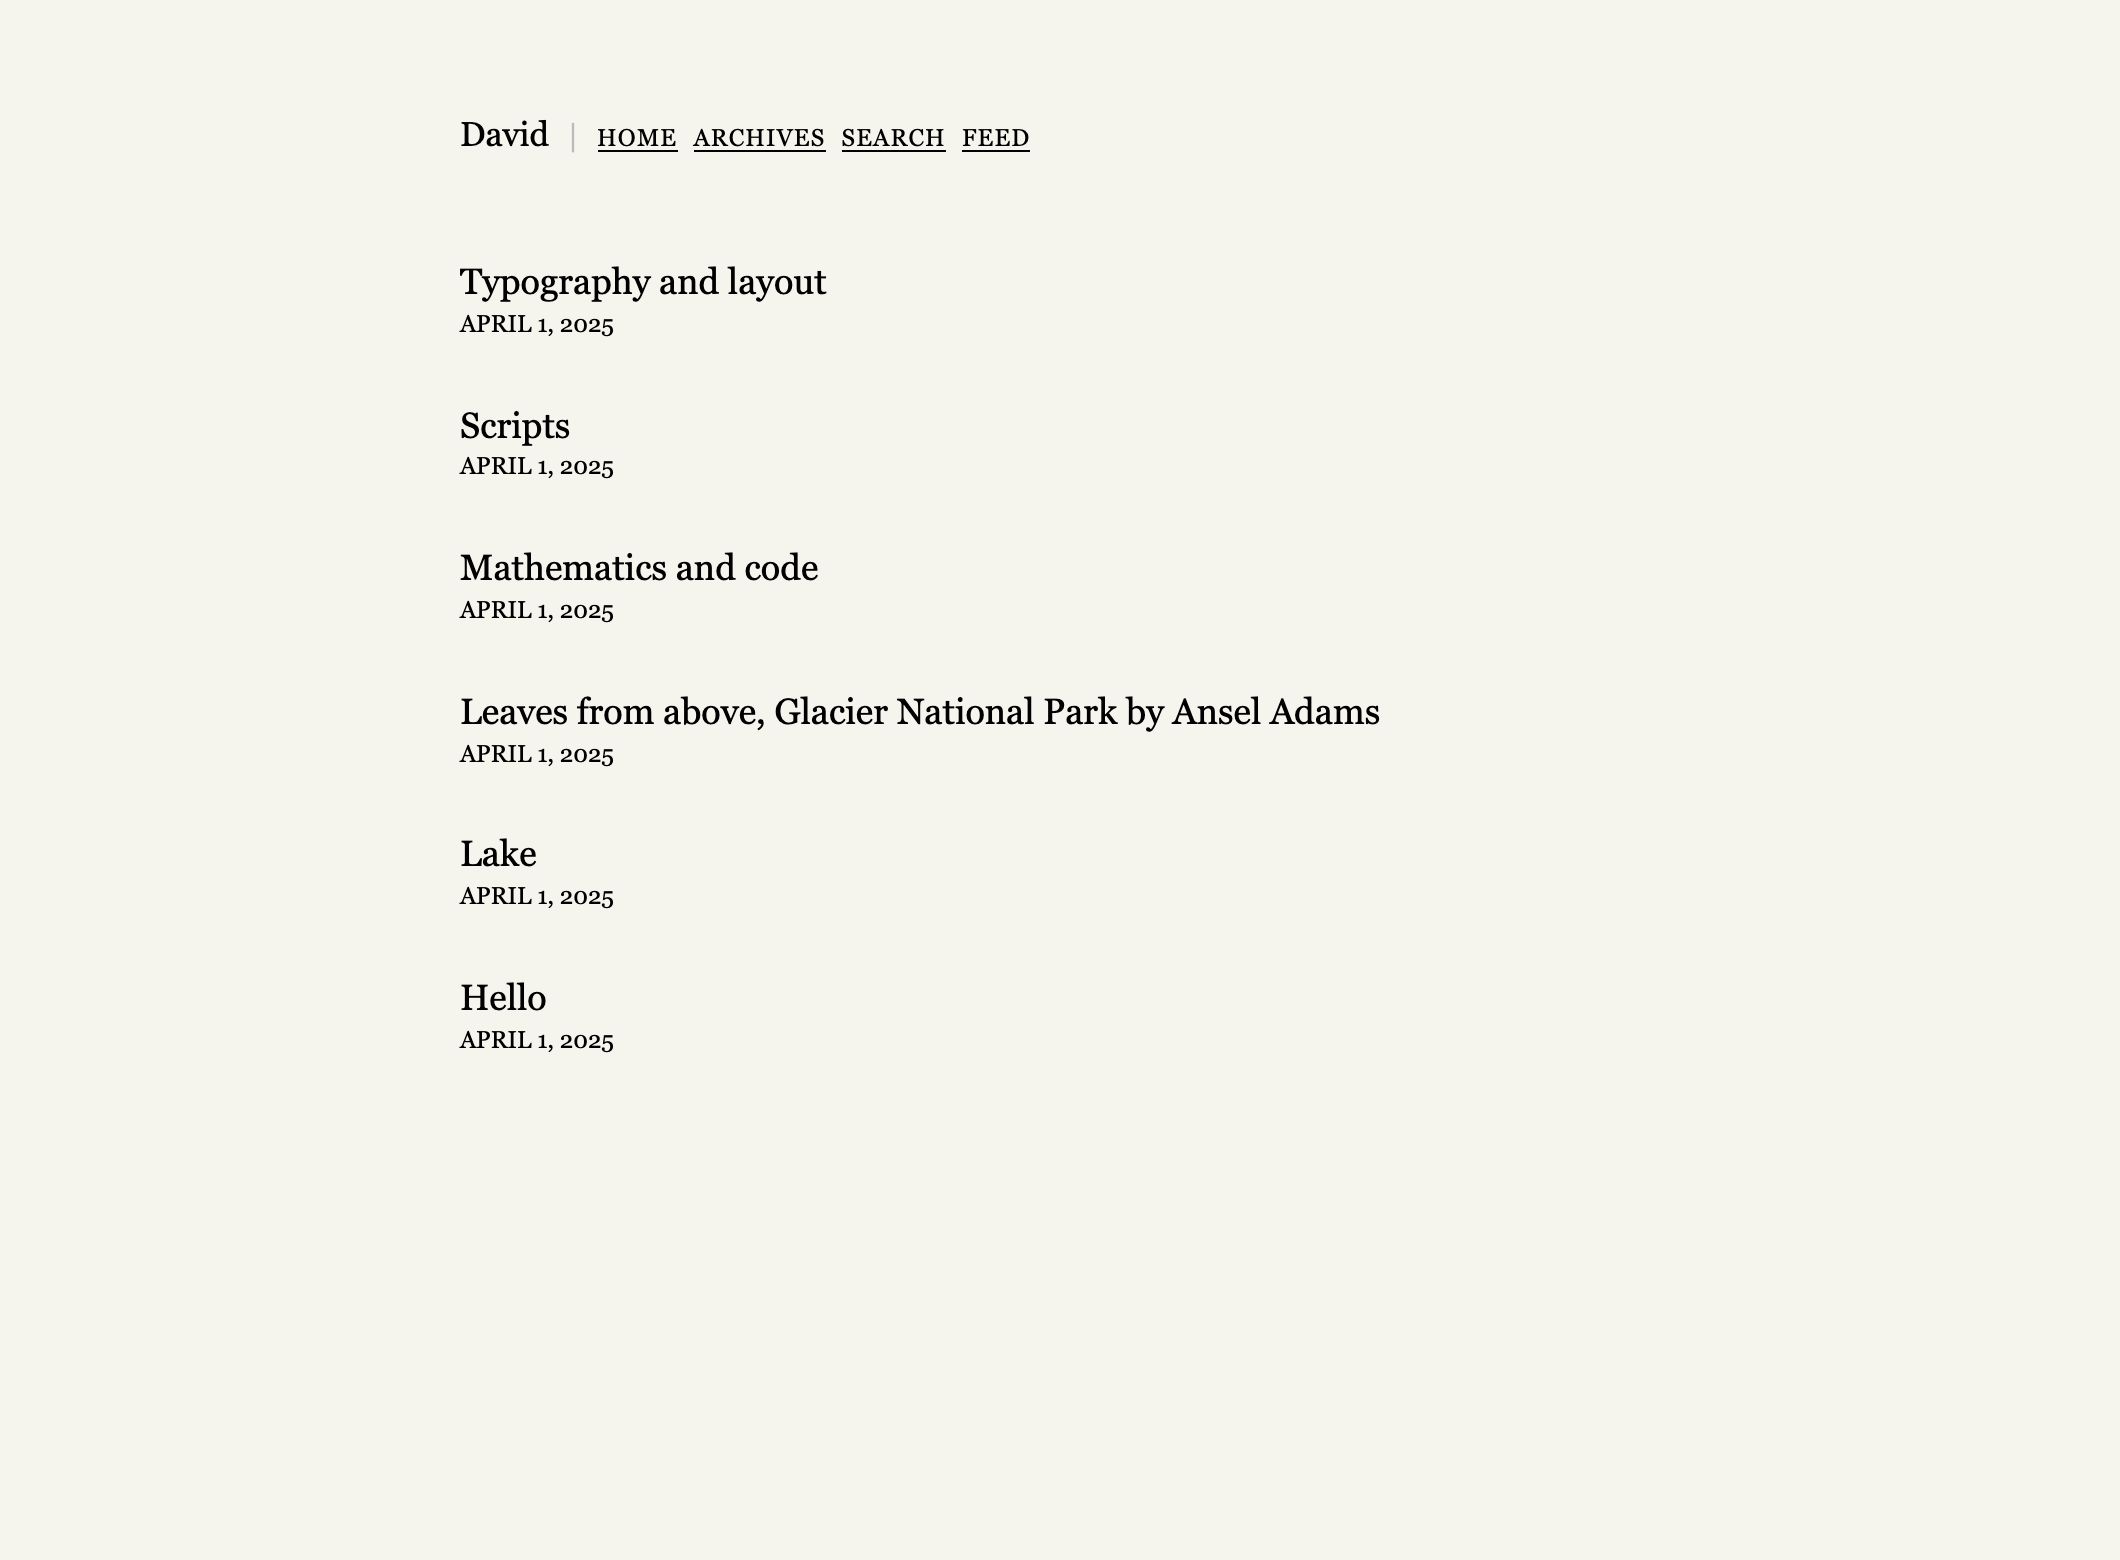 David | HOME ARCHIVES SEARCH FEED
Typography and layout
APRIL 1, 2025
Scripts
APRIL 1, 2025
Mathematics and code
APRIL 1, 2025
Leaves from above, Glacier National Park by Ansel Adams
APRIL 1, 2025
Lake
APRIL 1, 2025
Hello
APRIL 1, 2025